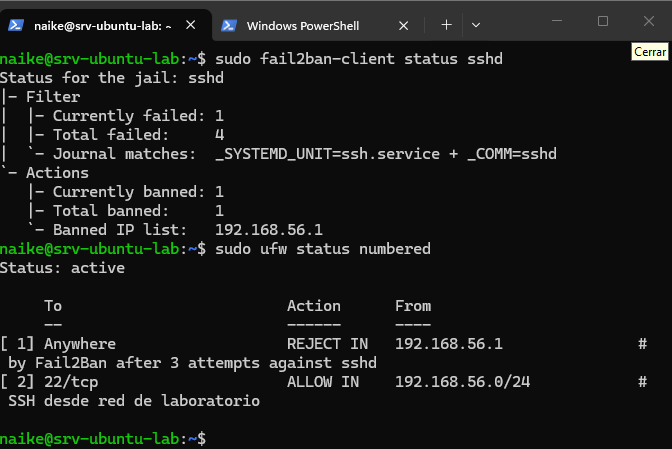 naike@srv-ubuntu-lab: ~ Windows PowerShell
Cerrar
naike@srv-ubuntu-lab:~$ sudo fail2ban-client status sshd
Status for the jail: sshd
|- Filter
|  |- Currently failed: 1
|  |- Total failed:     4
|  `- Journal matches:  _SYSTEMD_UNIT=ssh.service + _COMM=sshd
`- Actions
   |- Currently banned: 1
   |- Total banned:     1
   `- Banned IP list:   192.168.56.1
naike@srv-ubuntu-lab:~$ sudo ufw status numbered
Status: active

     To                         Action      From
     --                         ------      ----
[ 1] Anywhere                   REJECT IN   192.168.56.1               #
 by Fail2Ban after 3 attempts against sshd
[ 2] 22/tcp                     ALLOW IN    192.168.56.0/24            #
 SSH desde red de laboratorio

naike@srv-ubuntu-lab:~$